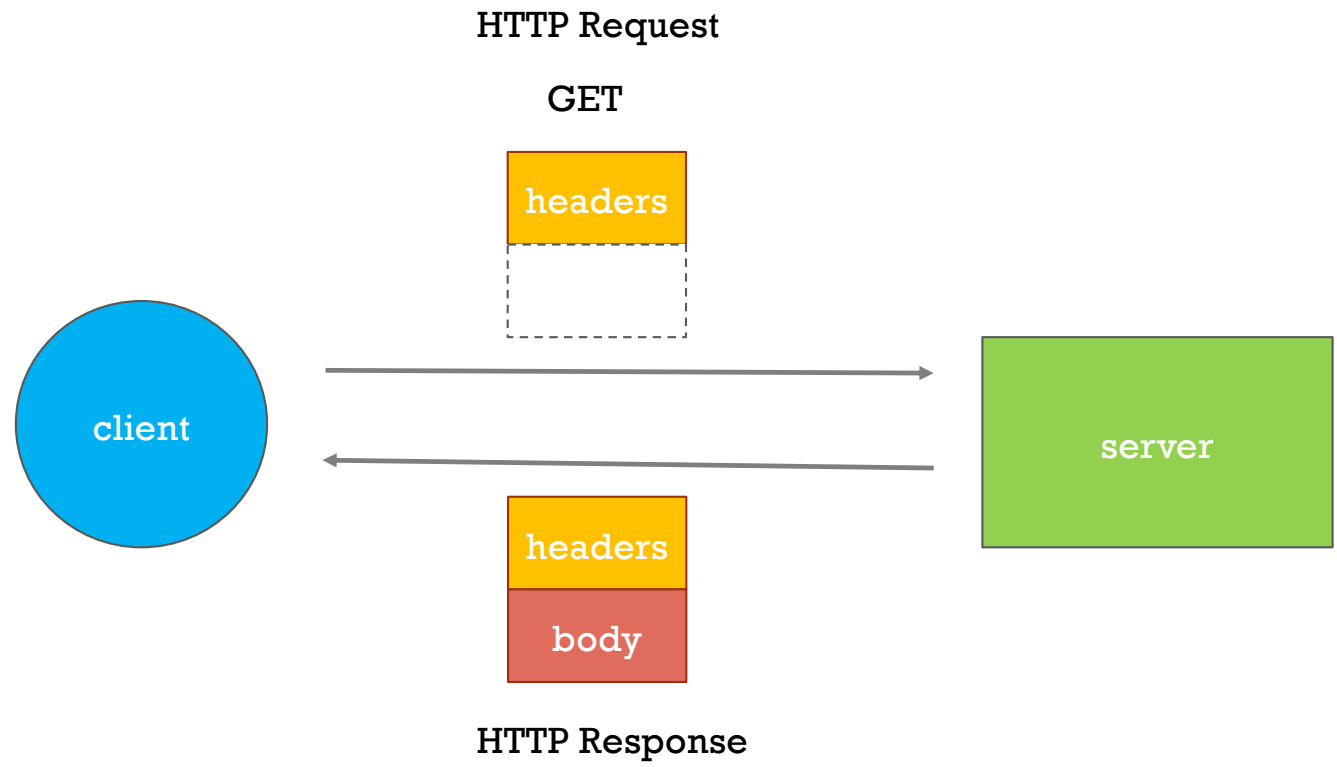 HTTP Request
GET
headers
client
server
headers
body
HTTP Response